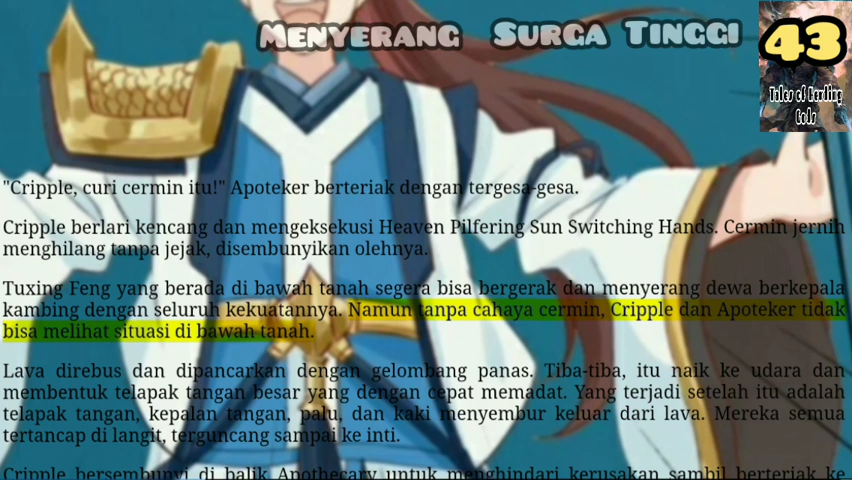 MENYERANG SURGA TINGGI
43
Tales of Herding
Gods
"Cripple, curi cermin itu!" Apoteker berteriak dengan tergesa-gesa.
Cripple berlari kencang dan mengeksekusi Heaven Pilfering Sun Switching Hands. Cermin jernih
menghilang tanpa jejak, disembunyikan olehnya.
Tuxing Feng yang berada di bawah tanah segera bisa bergerak dan menyerang dewa berkepala
kambing dengan seluruh kekuatannya. Namun tanpa cahaya cermin, Cripple dan Apoteker tidak
bisa melihat situasi di bawah tanah.
Lava direbus dan dipancarkan dengan gelombang panas. Tiba-tiba, itu naik ke udara dan
membentuk telapak tangan besar yang dengan cepat memadat. Yang terjadi setelah itu adalah
telapak tangan, kepalan tangan, palu, dan kaki menyembur keluar dari lava. Mereka semua
tertancap di langit, terguncang sampai ke inti.
Cripple bersembunyi di balik Apothecary untuk menghindari kerusakan sambil berteriak ke